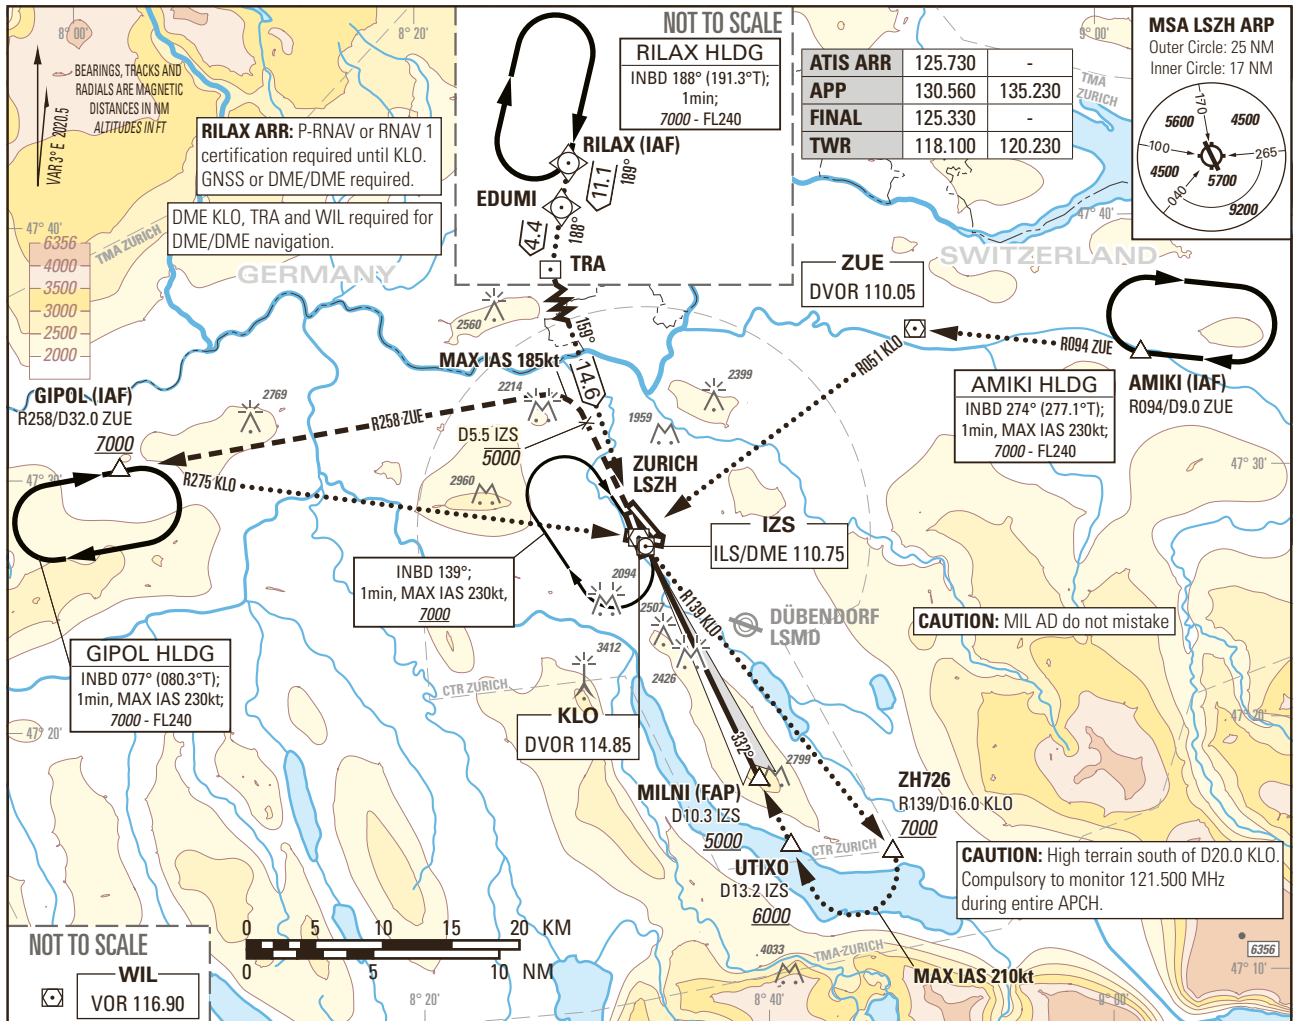 8° 00'
8° 20'
9° 00'
VAR 3° E 2020.5
BEARINGS, TRACKS AND
RADIALS ARE MAGNETIC
DISTANCES IN NM
ALTITUDES IN FT
RILAX ARR: P-RNAV or RNAV 1
certification required until KLO.
GNSS or DME/DME required.
DME KLO, TRA and WIL required for
DME/DME navigation.
47° 40'
TMA ZURICH
6356
4000
3500
3000
2500
2000
GERMANY
NOT TO SCALE
RILAX HLDG
INBD 188° (191.3°T);
1min;
7000 - FL240
RILAX (IAF)
11.1
189°
EDUMI
4.4
188°
TRA
ATIS ARR 125.730 -
APP 130.560 135.230
FINAL 125.330 -
TWR 118.100 120.230
TMA
ZURICH
MSA LSZH ARP
Outer Circle: 25 NM
Inner Circle: 17 NM
170
5600
4500
100
265
4500
5700
040
9200
47° 40'
SWITZERLAND
ZUE
DVOR 110.05
R094 ZUE
AMIKI (IAF)
R094/D9.0 ZUE
AMIKI HLDG
INBD 274° (277.1°T);
1min, MAX IAS 230kt;
7000 - FL240
R051 KLO
2560
159°
MAX IAS 185kt
14.6
2214
2399
1959
2769
GIPOL (IAF)
R258/D32.0 ZUE
7000
R258 ZUE
D5.5 IZS
5000
47° 30'
47° 30'
R275 KLO
2960
ZURICH
LSZH
IZS
ILS/DME 110.75
INBD 139°;
1min, MAX IAS 230kt,
7000
2094
2507
R139 KLO
DÜBENDORF
LSMD
CAUTION: MIL AD do not mistake
GIPOL HLDG
INBD 077° (080.3°T);
1min, MAX IAS 230kt;
7000 - FL240
3412
2426
CTR ZURICH
KLO
DVOR 114.85
47° 20'
47° 20'
332°
2799
MILNI (FAP)
D10.3 IZS
5000
ZH726
R139/D16.0 KLO
7000
CTR ZURICH
UTIXO
D13.2 IZS
6000
CAUTION: High terrain south of D20.0 KLO.
Compulsory to monitor 121.500 MHz
during entire APCH.
0 5 10 15 20 KM
0 5 10 NM
NOT TO SCALE
WIL
VOR 116.90
4033
TMA ZURICH
MAX IAS 210kt
6356
47° 10'
8° 20'
8° 40'
9° 00'